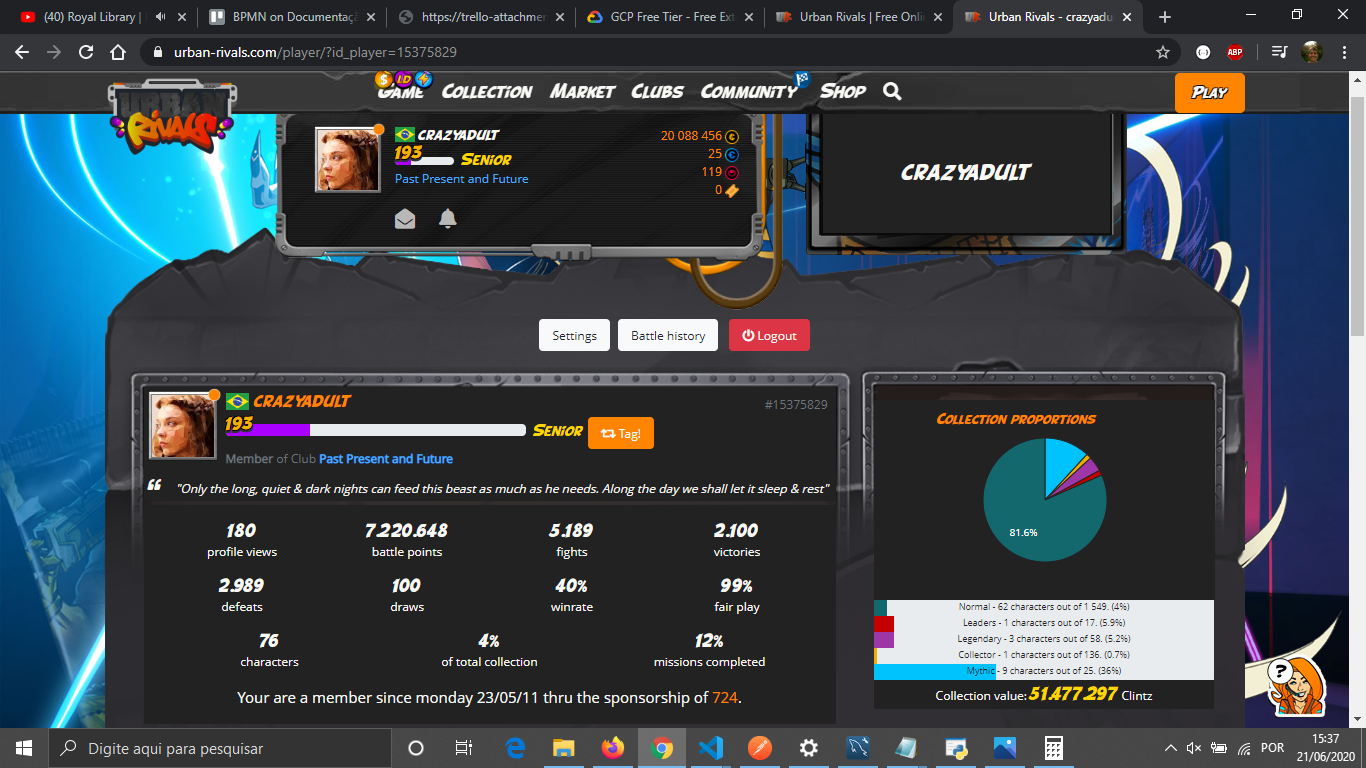 (40) Royal Library |
BPMN on Documentaçã
https://trello-attachmen
GCP Free Tier - Free Ext
Urban Rivals | Free Onlin
Urban Rivals - crazyadu
urban-rivals.com/player/?id_player=15375829
ABP
URBAN RIVALS
GAME
COLLECTION
MARKET
CLUBS
COMMUNITY
SHOP
PLAY
CRAZYADULT
193 SENIOR
Past Present and Future
20 088 456
25
119
0
CRAZYADULT
Settings
Battle history
Logout
CRAZYADULT
#15375829
193
SENIOR
Tag!
Member of Club Past Present and Future
"Only the long, quiet & dark nights can feed this beast as much as he needs. Along the day we shall let it sleep & rest"
180 7.220.648 5.189 2.100
profile views battle points fights victories
2.989 100 40% 99%
defeats draws winrate fair play
76 4% 12%
characters of total collection missions completed
Your are a member since monday 23/05/11 thru the sponsorship of 724.
COLLECTION PROPORTIONS
81.6%
Normal - 62 characters out of 1 549. (4%)
Leaders - 1 characters out of 17. (5.9%)
Legendary - 3 characters out of 58. (5.2%)
Collector - 1 characters out of 136. (0.7%)
Mythic - 9 characters out of 25. (36%)
Collection value: 51.477.297 Clintz
?
Digite aqui para pesquisar
POR
15:37
21/06/2020